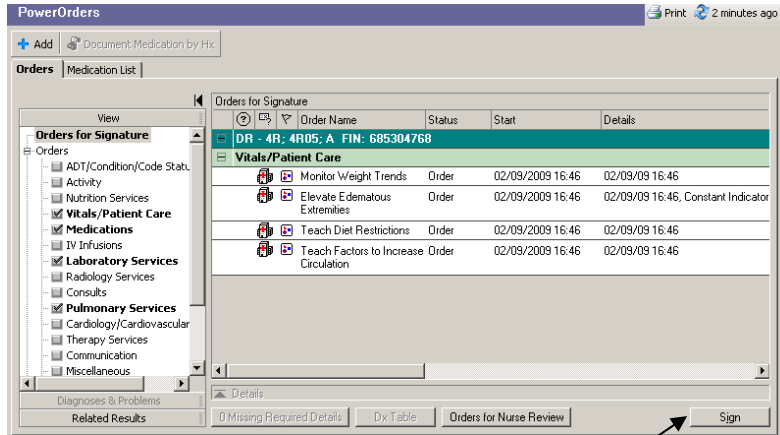 PowerOrders
Print 2 minutes ago
Add Document Medication by Hx
Orders Medication List
View
Orders for Signature
Orders
ADT/Condition/Code Statu
Activity
Nutrition Services
Vitals/Patient Care
Medications
IV Infusions
Laboratory Services
Radiology Services
Consults
Pulmonary Services
Cardiology/Cardiovascular
Therapy Services
Communication
Miscellaneous
Diagnoses & Problems
Related Results
Orders for Signature
Order Name Status Start Details
DR - 4R; 4R05; A FIN: 685304768
Vitals/Patient Care
Monitor Weight Trends Order 02/09/2009 16:46 02/09/09 16:46
Elevate Edematous Order 02/09/2009 16:46 02/09/09 16:46, Constant Indicator
Extremities
Teach Diet Restrictions Order 02/09/2009 16:46 02/09/09 16:46
Teach Factors to Increase Order 02/09/2009 16:46 02/09/09 16:46
Circulation
Details
0 Missing Required Details Dx Table Orders for Nurse Review Sign